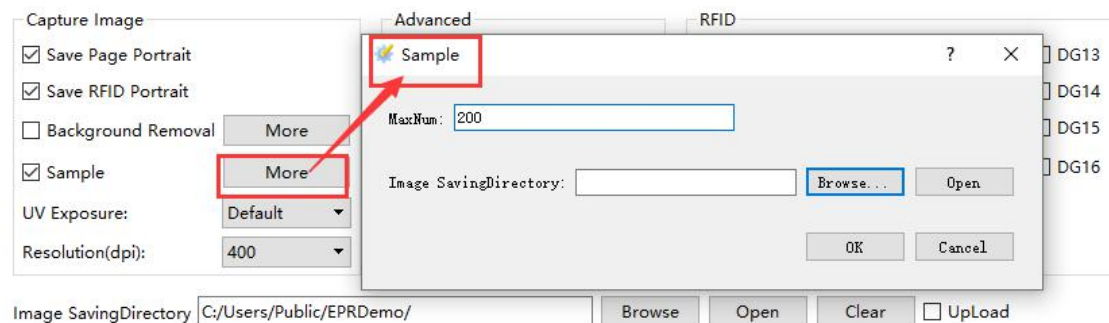 Capture Image
Advanced
RFID
Save Page Portrait
Sample
?
DG13
Save RFID Portrait
DG14
MaxNum: 200
Background Removal
More
DG15
Sample
More
Image SavingDirectory:
Browse...
Open
DG16
UV Exposure:
Default
Resolution(dpi):
400
OK
Cancel
Image SavingDirectory
C:/Users/Public/EPRDemo/
Browse
Open
Clear
UpLoad